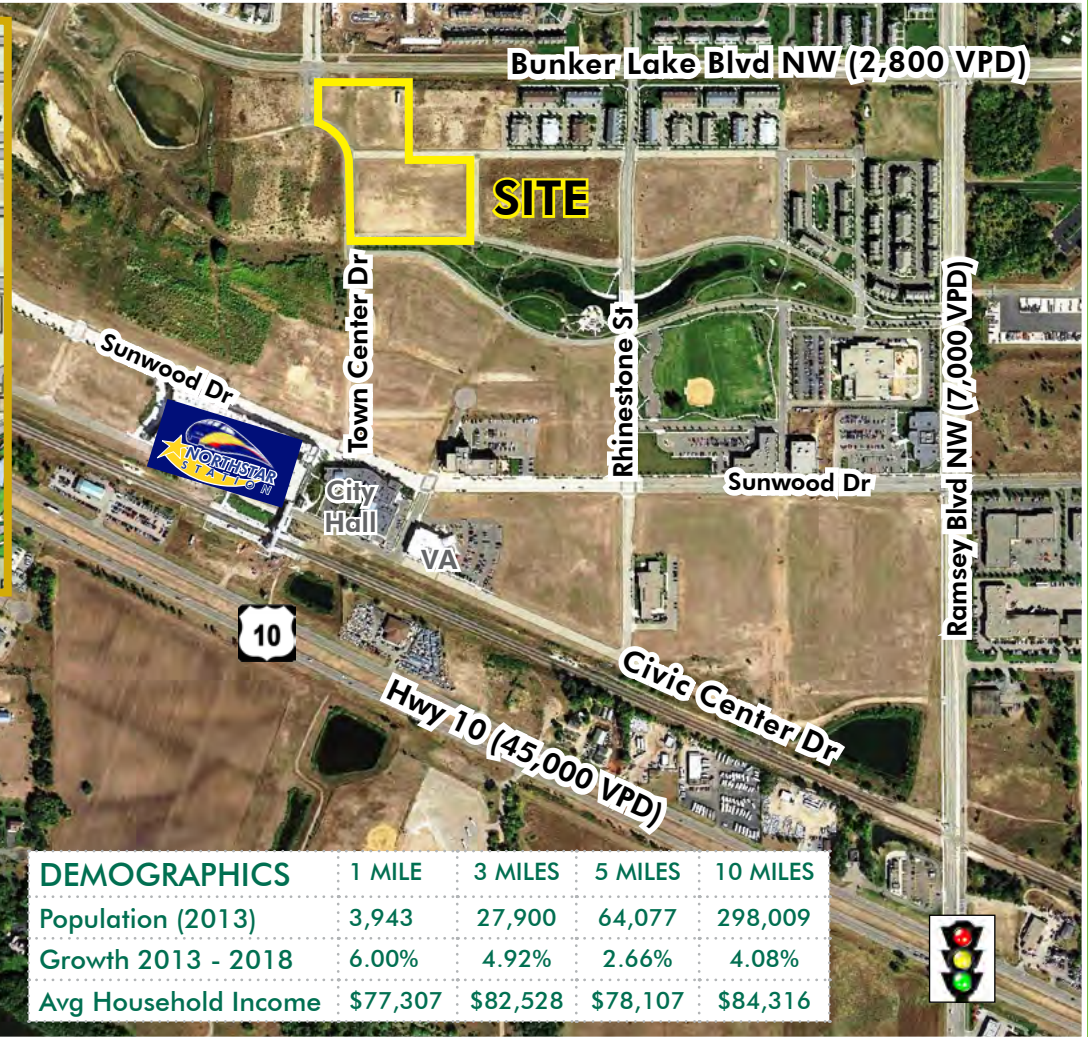 Bunker Lake Blvd NW (2,800 VPD)
SITE
Town Center Dr
Rhinestone St
Ramsey Blvd NW (7,000 VPD)
Sunwood Dr
NORTHSTAR
STATION
City
Hall
VA
Sunwood Dr
10
Civic Center Dr
Hwy 10 (45,000 VPD)
DEMOGRAPHICS 1 MILE 3 MILES 5 MILES 10 MILES
Population (2013) 3,943 27,900 64,077 298,009
Growth 2013 - 2018 6.00% 4.92% 2.66% 4.08%
Avg Household Income $77,307 $82,528 $78,107 $84,316